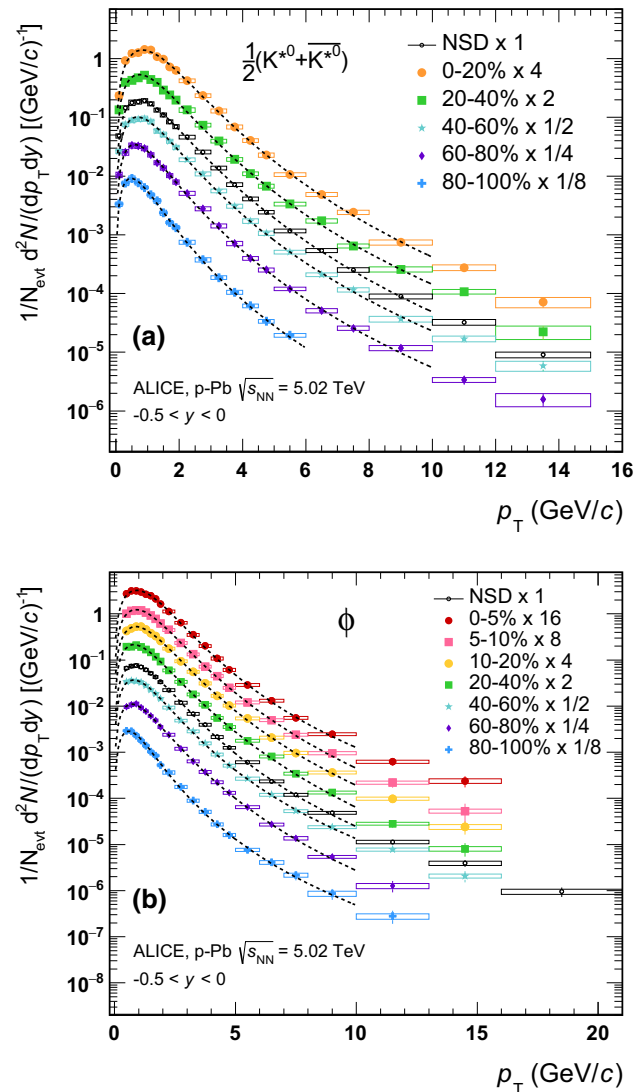 1/N_evt d²N/(dp_T dy) [(GeV/c)⁻¹]
1
10⁻¹
10⁻²
10⁻³
10⁻⁴
10⁻⁵
10⁻⁶
½(K*⁰+K̅*̅⁰̅)
NSD x 1
0-20% x 4
20-40% x 2
40-60% x 1/2
60-80% x 1/4
80-100% x 1/8
(a)
ALICE, p-Pb √s_NN = 5.02 TeV
-0.5 < y < 0
0 2 4 6 8 10 12 14 16
p_T (GeV/c)
1/N_evt d²N/(dp_T dy) [(GeV/c)⁻¹]
1
10⁻¹
10⁻²
10⁻³
10⁻⁴
10⁻⁵
10⁻⁶
10⁻⁷
10⁻⁸
ϕ
NSD x 1
0-5% x 16
5-10% x 8
10-20% x 4
20-40% x 2
40-60% x 1/2
60-80% x 1/4
80-100% x 1/8
(b)
ALICE, p-Pb √s_NN = 5.02 TeV
-0.5 < y < 0
0 5 10 15 20
p_T (GeV/c)